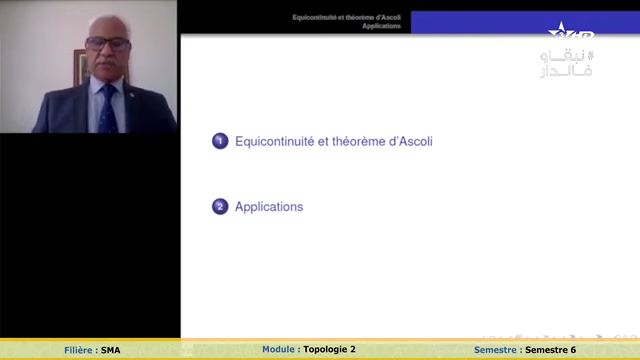 Equicontinuité et théorème d'Ascoli
Applications
#نبقاو
فالدار
1 Equicontinuité et théorème d'Ascoli
2 Applications
Filière : SMA
Module : Topologie 2
Semestre : Semestre 6